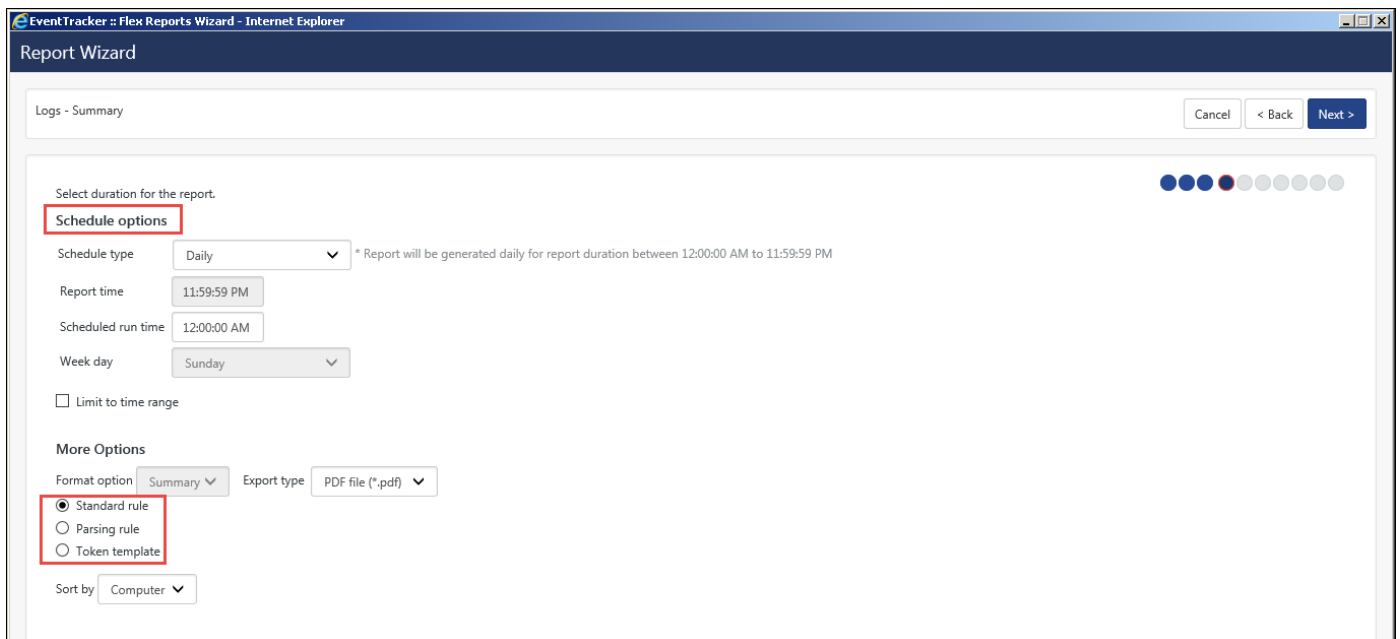 EventTracker :: Flex Reports Wizard - Internet Explorer
Report Wizard
Logs - Summary
Cancel
< Back
Next >
Select duration for the report.
Schedule options
Schedule type Daily * Report will be generated daily for report duration between 12:00:00 AM to 11:59:59 PM
Report time 11:59:59 PM
Scheduled run time 12:00:00 AM
Week day Sunday
Limit to time range
More Options
Format option Summary Export type PDF file (*.pdf)
Standard rule
Parsing rule
Token template
Sort by Computer